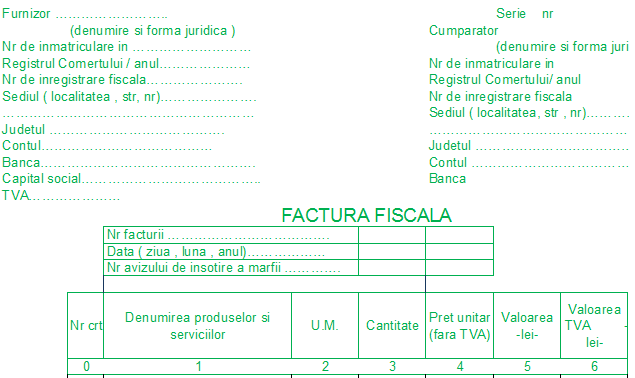 Furnizor ……………………..
(denumire si forma juridica )
Nr de inmatriculare in ………………………
Registrul Comertului / anul…………………
Nr de inregistrare fiscala…………………….
Sediul ( localitatea , str, nr)………………….
…………………………………………………..
Judetul …………………………………….
Contul…………………………………….
Banca……………………………………………
Capital social……………………………………..
TVA…………………
Serie nr
Cumparator
(denumire si forma juri
Nr de inmatriculare in
Registrul Comertului/ anul
Nr de inregistrare fiscala
Sediul ( localitatea, str , nr)……….
……………………………………….
Judetul ………………………………
Contul ………………………………
Banca
FACTURA FISCALA
Nr facturii ……………………………….
Data ( ziua , luna , anul)………………
Nr avizului de insotire a marfii ………….
Nr crt
Denumirea produselor si
serviciilor
U.M.
Cantitate
Pret unitar
(fara TVA)
Valoarea
-lei-
Valoarea
TVA -
lei-
0 1 2 3 4 5 6